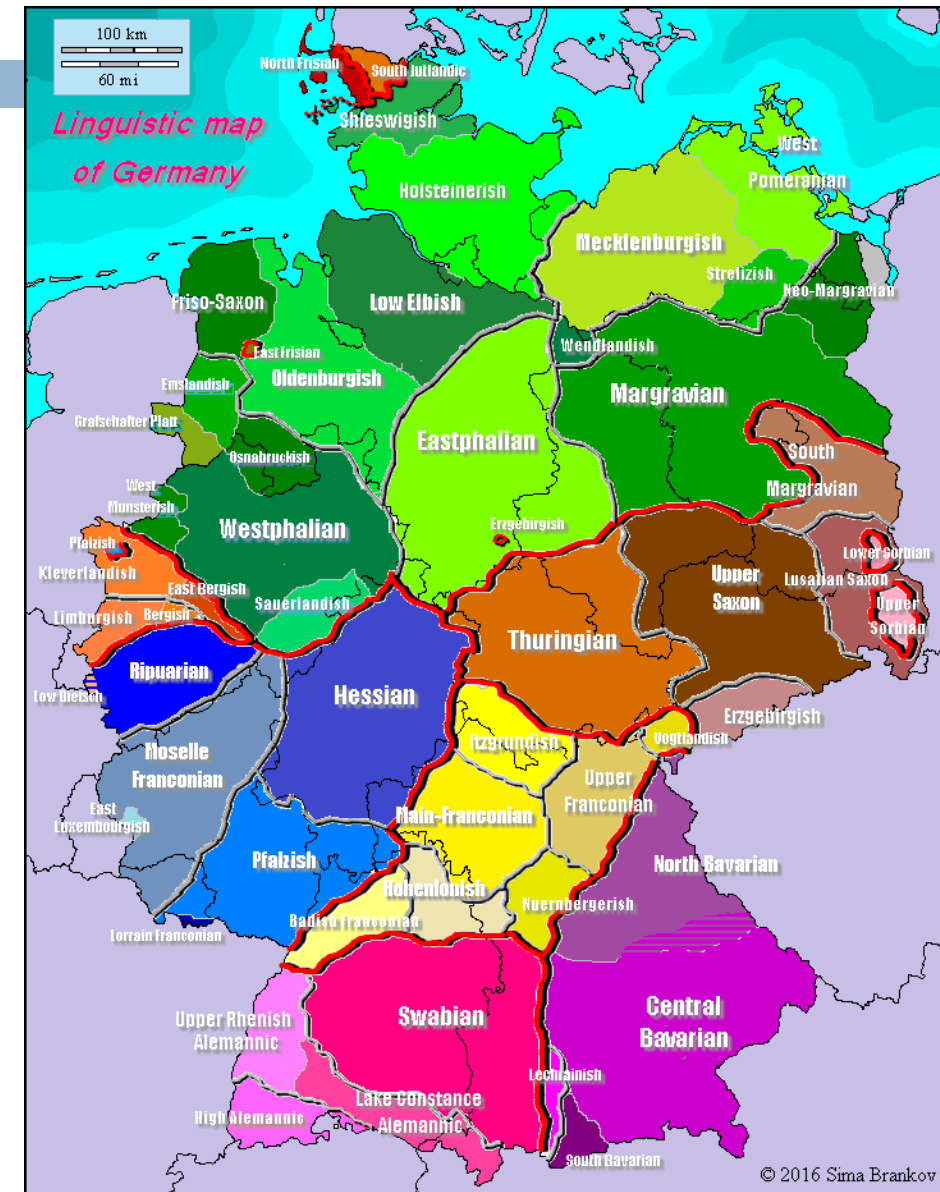 100 km
60 mi
Linguistic map
of Germany
North Frisian
South Jutlandic
Shleswigish
Holsteinerish
West
Pomeranian
Mecklenburgish
Strelizish
Neo-Margravian
Friso-Saxon
Low Elbish
Wendlandish
East Frisian
Oldenburgish
Emslandish
Margravian
Grafschafter Platt
Osnabruckish
Eastphalian
South
Margravian
West
Munsterish
Westphalian
Erzgebirgish
Pfalzish
Kleverlandish
East Bergish
Lower Sorbian
Upper
Saxon
Lusatian Saxon
Limburgish
Bergish
Sauerlandish
Upper
Sorbian
Thuringian
Ripuarian
Low Dietsch
Hessian
Erzgebirgish
Vogtlandish
Itzgrundish
Moselle
Franconian
Upper
Franconian
East
Luxembourgish
Main-Franconian
Pfalzish
North Bavarian
Hohenlonish
Nuernbergerish
Badish Franconian
Lorrain Franconian
Swabian
Central
Bavarian
Upper Rhenish
Alemannic
Lechrainish
Lake Constance
Alemannic
High Alemannic
South Bavarian
© 2016 Sima Brankov